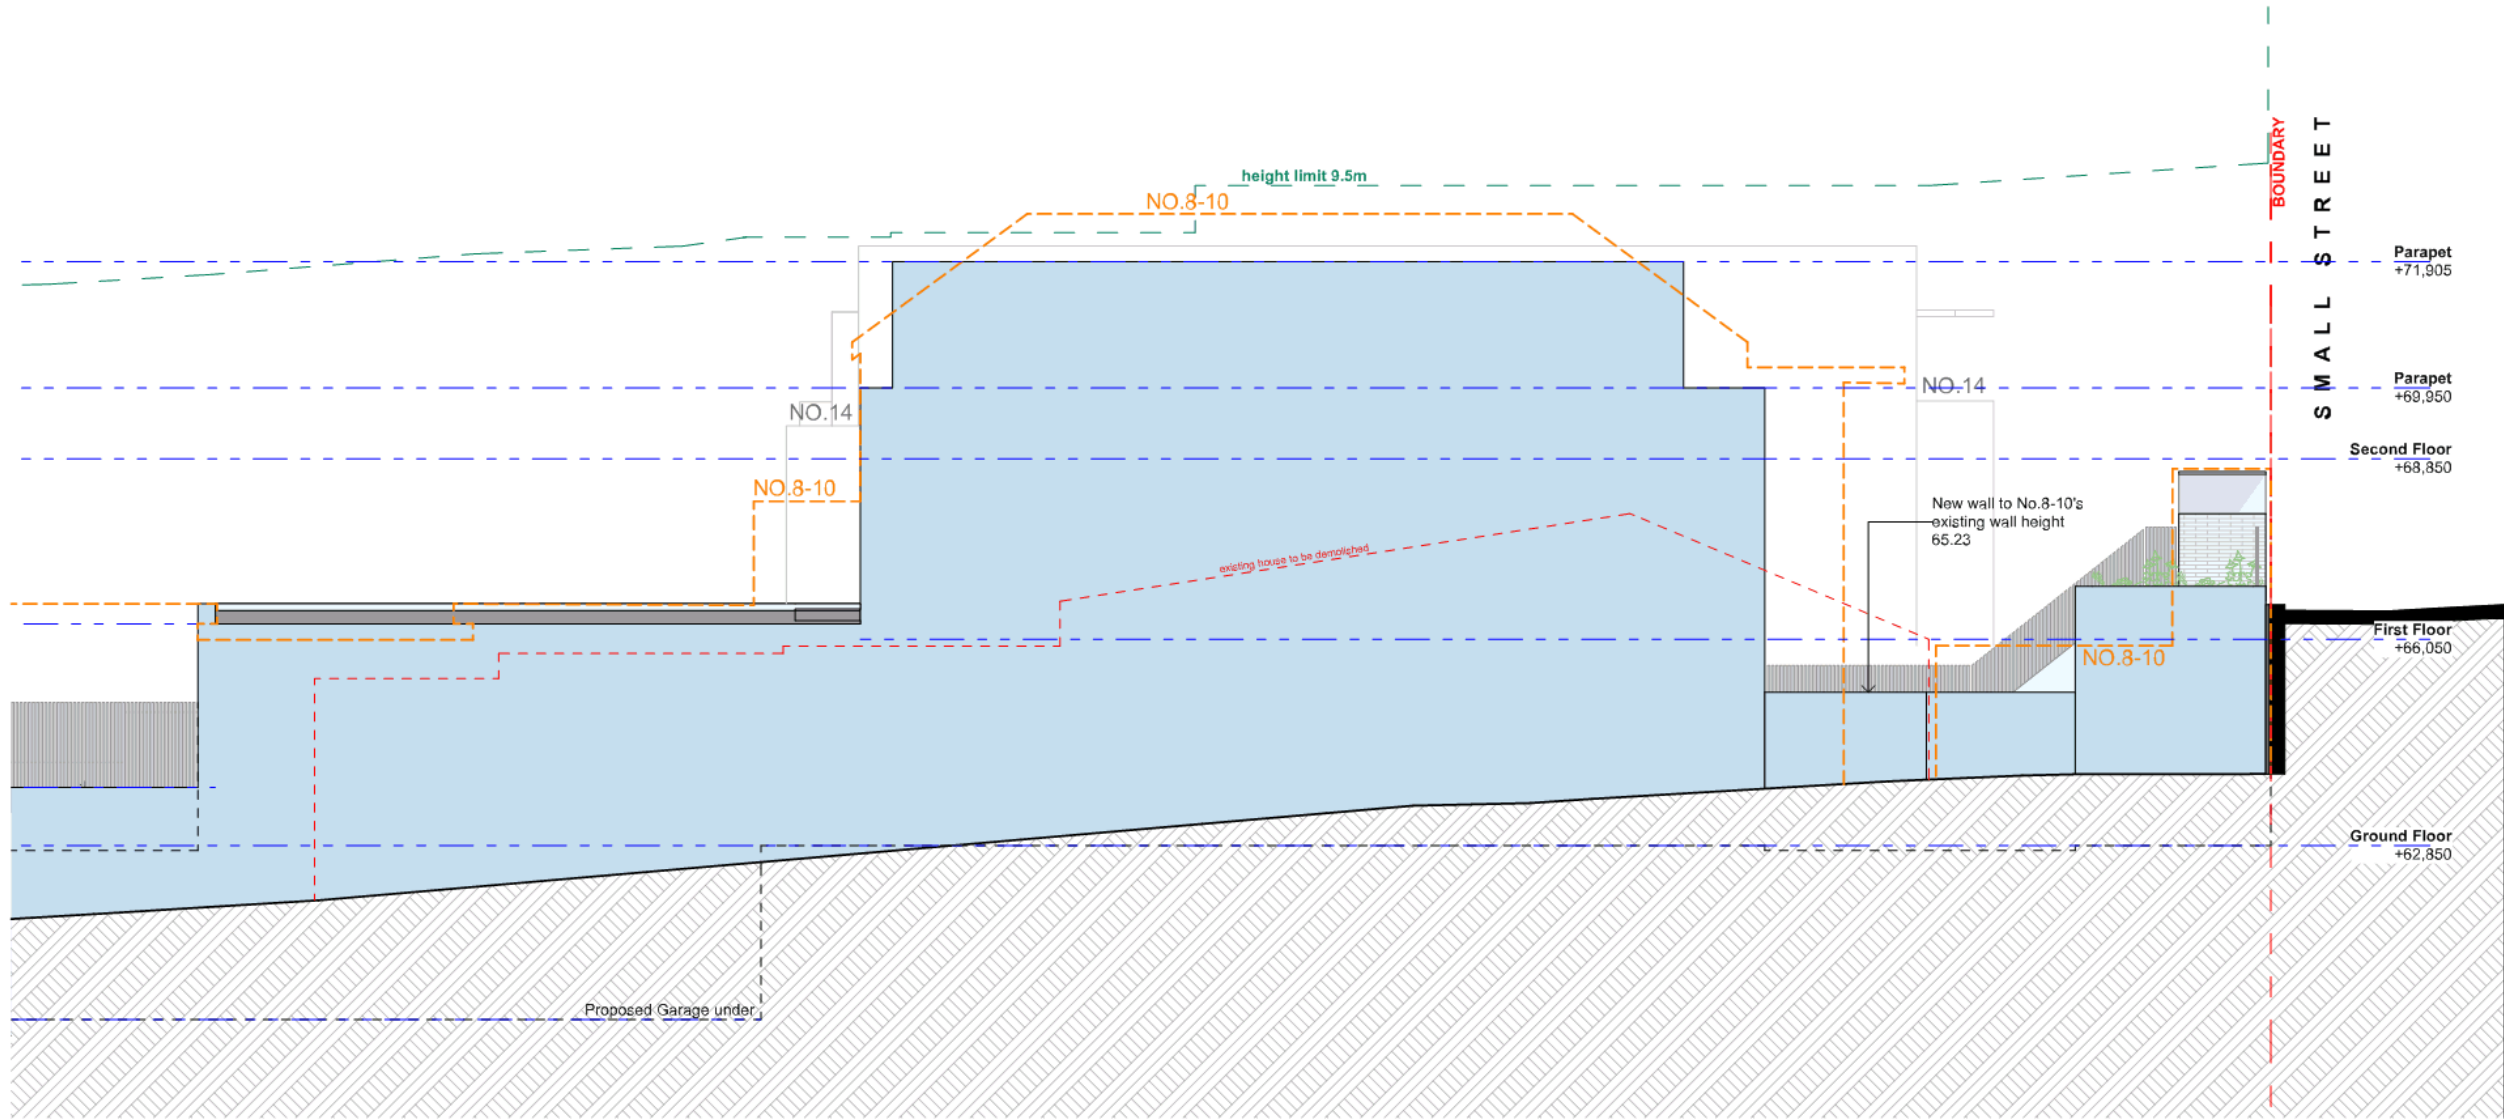 height limit 9.5m
NO.8-10
BOUNDARY
SMALL STREET
Parapet
+71,905
Parapet
+69,950
NO.14
NO.14
Second Floor
+68,850
NO.8-10
New wall to No.8-10's
existing wall height
65.23
existing house to be demolished
First Floor
+66,050
NO.8-10
Ground Floor
+62,850
Proposed Garage under